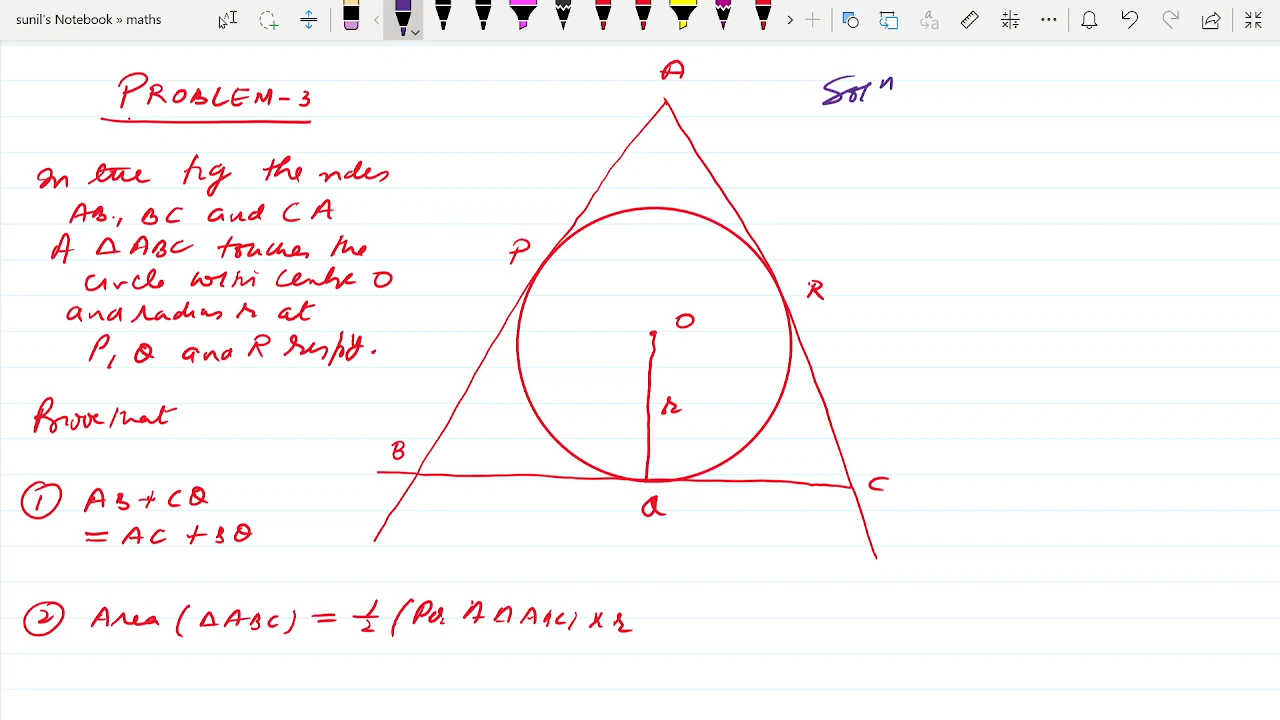 sunil's Notebook » maths
PROBLEM-3
In the fig the sides
AB, BC and CA
of △ABC touches the
circle with centre O
and radius r at
P, Q and R resply.
Prove that
① AB + CQ
= AC + BQ
② Area (△ABC) = 1/2 (Per of △ABC) × r
Solⁿ
A
P
R
O
r
B
C
Q